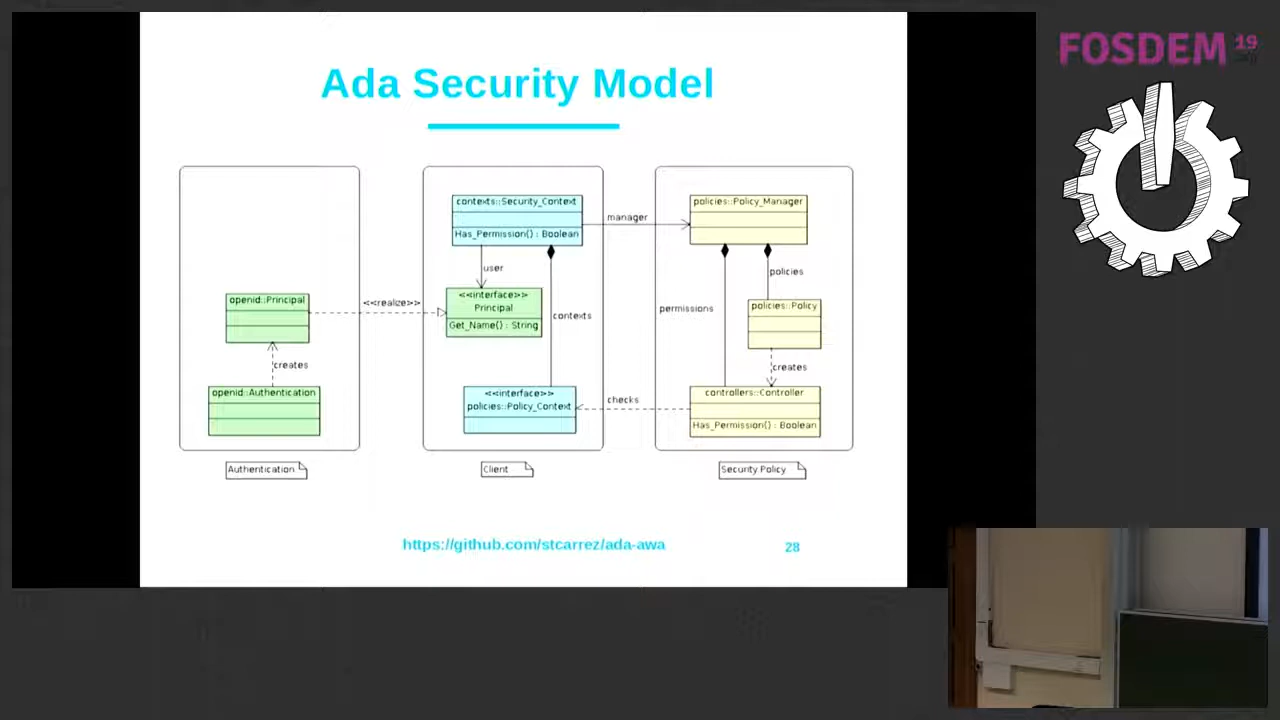 FOSDEM 19
Ada Security Model
contexts::Security_Context
Has_Permission() : Boolean
manager
policies::Policy_Manager
user
policies
openid::Principal
<<realize>>
<<interface>>
Principal
Get_Name() : String
contexts
permissions
policies::Policy
creates
creates
openid::Authentication
<<interface>>
policies::Policy_Context
checks
controllers::Controller
Has_Permission() : Boolean
Authentication
Client
Security Policy
https://github.com/stcarrez/ada-awa
28